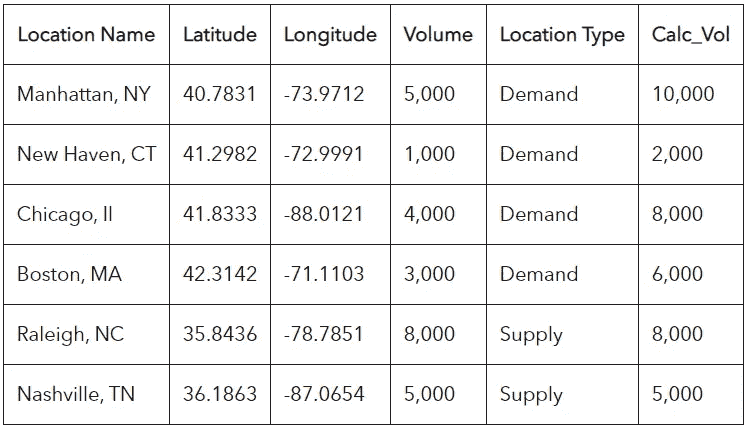 Location Name Latitude Longitude Volume Location Type Calc_Vol
Manhattan, NY 40.7831 -73.9712 5,000 Demand 10,000
New Haven, CT 41.2982 -72.9991 1,000 Demand 2,000
Chicago, Il 41.8333 -88.0121 4,000 Demand 8,000
Boston, MA 42.3142 -71.1103 3,000 Demand 6,000
Raleigh, NC 35.8436 -78.7851 8,000 Supply 8,000
Nashville, TN 36.1863 -87.0654 5,000 Supply 5,000